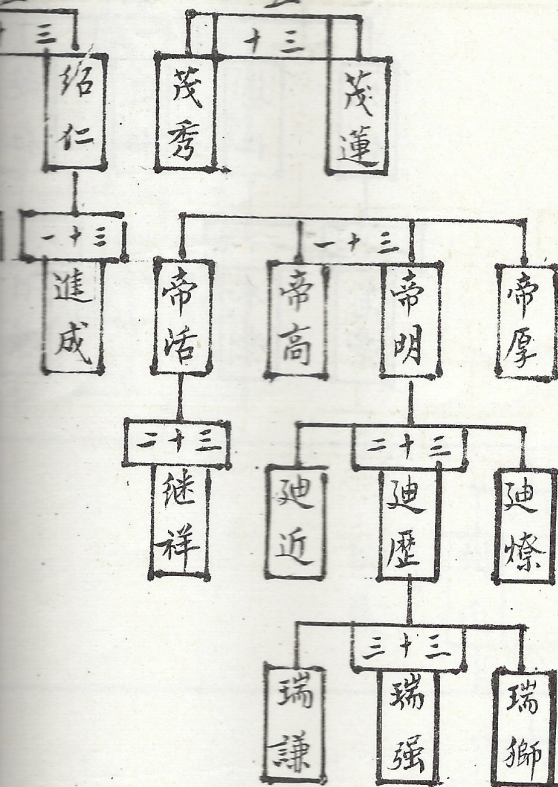 三十
茂蓮
茂秀
三十
绍仁
三十一
帝厚
帝明
帝高
帝活
三十一
進成
三十二
廸燎
廸歷
廸近
三十二
继祥
三十三
瑞獅
瑞强
瑞謙